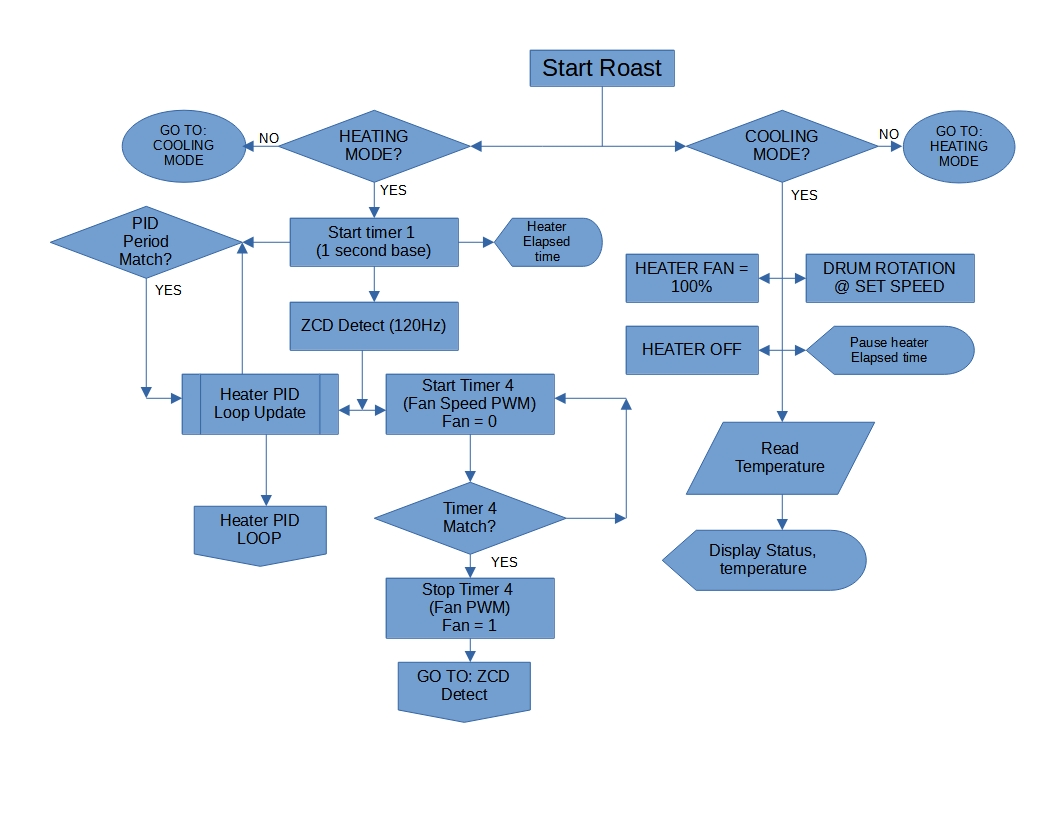 Start Roast
GO TO:
COOLING
MODE
NO
HEATING
MODE?
COOLING
MODE?
NO
GO TO:
HEATING
MODE
YES
YES
PID
Period
Match?
Start timer 1
(1 second base)
Heater
Elapsed
time
YES
HEATER FAN =
100%
DRUM ROTATION
@ SET SPEED
ZCD Detect (120Hz)
HEATER OFF
Pause heater
Elapsed time
Heater PID
Loop Update
Start Timer 4
(Fan Speed PWM)
Fan = 0
Read
Temperature
Heater PID
LOOP
Timer 4
Match?
YES
Display Status,
temperature
Stop Timer 4
(Fan PWM)
Fan = 1
GO TO: ZCD
Detect